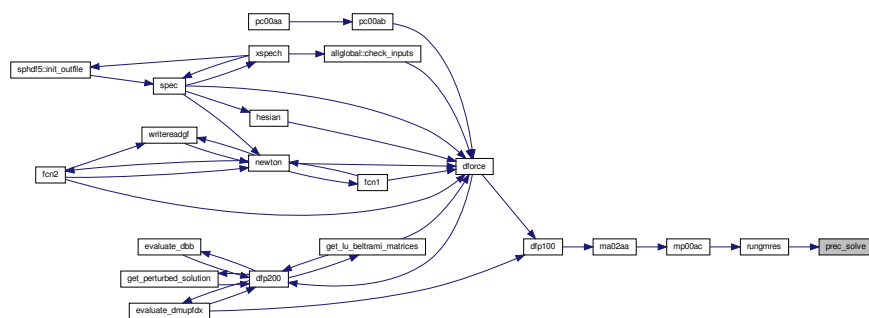 pc00aa
pc00ab
xspech
allglobal::check_inputs
sphdf5::init_outfile
spec
hesian
writereadgf
newton
dforce
fcn2
fcn1
evaluate_dbb
get_lu_beltrami_matrices
dfp100
ma02aa
mp00ac
rungmres
prec_solve
get_perturbed_solution
dfp200
evaluate_dmupfdx